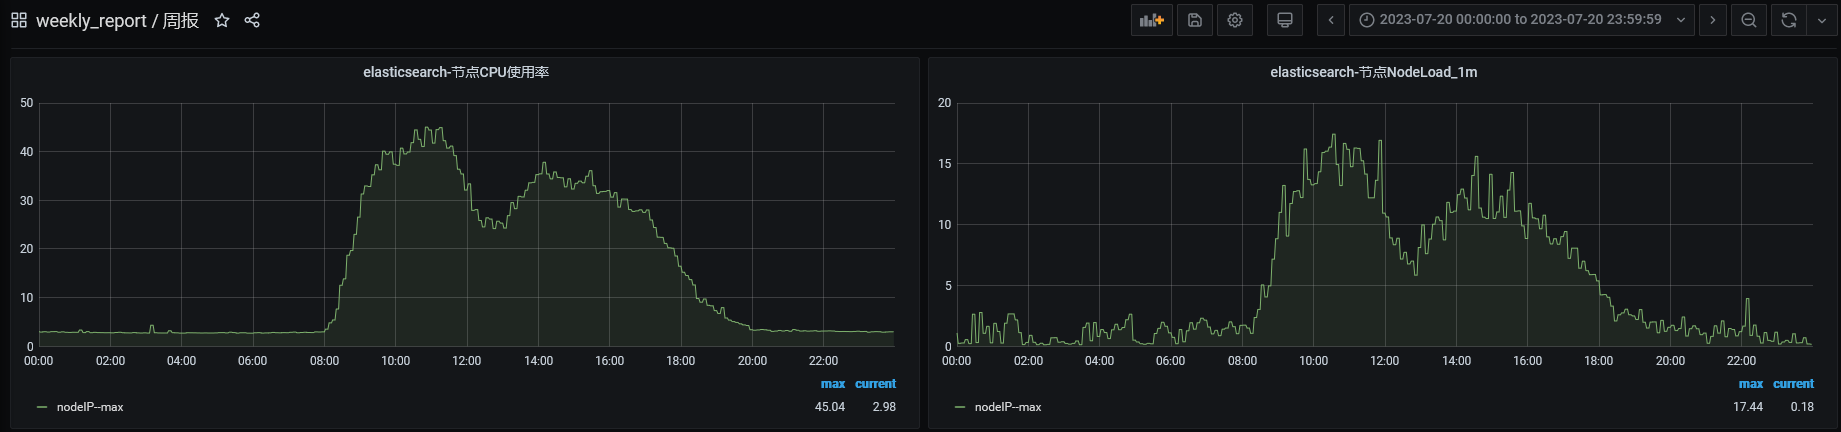 weekly_report / 周报
2023-07-20 00:00:00 to 2023-07-20 23:59:59
elasticsearch-节点CPU使用率
50
40
30
20
10
0
00:00 02:00 04:00 06:00 08:00 10:00 12:00 14:00 16:00 18:00 20:00 22:00
max current
nodeIP--max 45.04 2.98
elasticsearch-节点NodeLoad_1m
20
15
10
5
0
00:00 02:00 04:00 06:00 08:00 10:00 12:00 14:00 16:00 18:00 20:00 22:00
max current
nodeIP--max 17.44 0.18